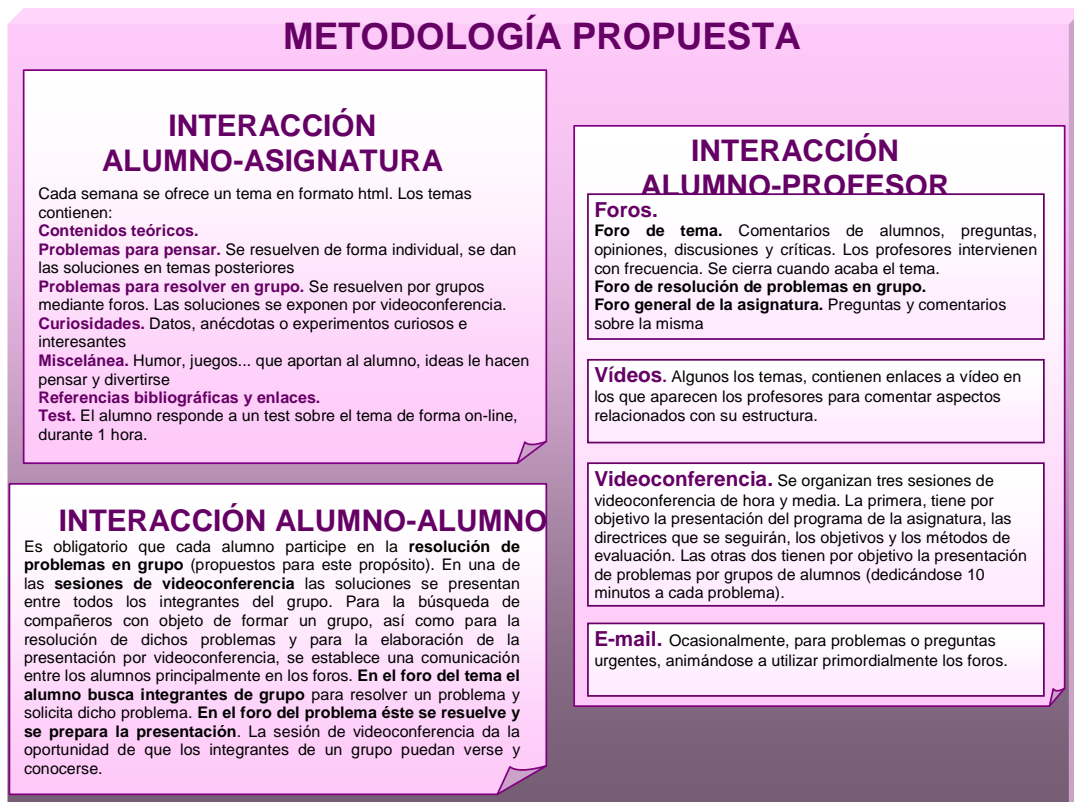 METODOLOGÍA PROPUESTA
INTERACCIÓN
ALUMNO-ASIGNATURA
Cada semana se ofrece un tema en formato html. Los temas
contienen:
Contenidos teóricos.
Problemas para pensar. Se resuelven de forma individual, se dan
las soluciones en temas posteriores
Problemas para resolver en grupo. Se resuelven por grupos
mediante foros. Las soluciones se exponen por videoconferencia.
Curiosidades. Datos, anécdotas o experimentos curiosos e
interesantes
Miscelánea. Humor, juegos... que aportan al alumno, ideas le hacen
pensar y divertirse
Referencias bibliográficas y enlaces.
Test. El alumno responde a un test sobre el tema de forma on-line,
durante 1 hora.
INTERACCIÓN ALUMNO-ALUMNO
Es obligatorio que cada alumno participe en la resolución de
problemas en grupo (propuestos para este propósito). En una de
las sesiones de videoconferencia las soluciones se presentan
entre todos los integrantes del grupo. Para la búsqueda de
compañeros con objeto de formar un grupo, así como para la
resolución de dichos problemas y para la elaboración de la
presentación por videoconferencia, se establece una comunicación
entre los alumnos principalmente en los foros. En el foro del tema el
alumno busca integrantes de grupo para resolver un problema y
solicita dicho problema. En el foro del problema éste se resuelve y
se prepara la presentación. La sesión de videoconferencia da la
oportunidad de que los integrantes de un grupo puedan verse y
conocerse.
INTERACCIÓN
ALUMNO-PROFESOR
Foros.
Foro de tema. Comentarios de alumnos, preguntas,
opiniones, discusiones y críticas. Los profesores intervienen
con frecuencia. Se cierra cuando acaba el tema.
Foro de resolución de problemas en grupo.
Foro general de la asignatura. Preguntas y comentarios
sobre la misma
Vídeos. Algunos los temas, contienen enlaces a vídeo en
los que aparecen los profesores para comentar aspectos
relacionados con su estructura.
Videoconferencia. Se organizan tres sesiones de
videoconferencia de hora y media. La primera, tiene por
objetivo la presentación del programa de la asignatura, las
directrices que se seguirán, los objetivos y los métodos de
evaluación. Las otras dos tienen por objetivo la presentación
de problemas por grupos de alumnos (dedicándose 10
minutos a cada problema).
E-mail. Ocasionalmente, para problemas o preguntas
urgentes, animándose a utilizar primordialmente los foros.